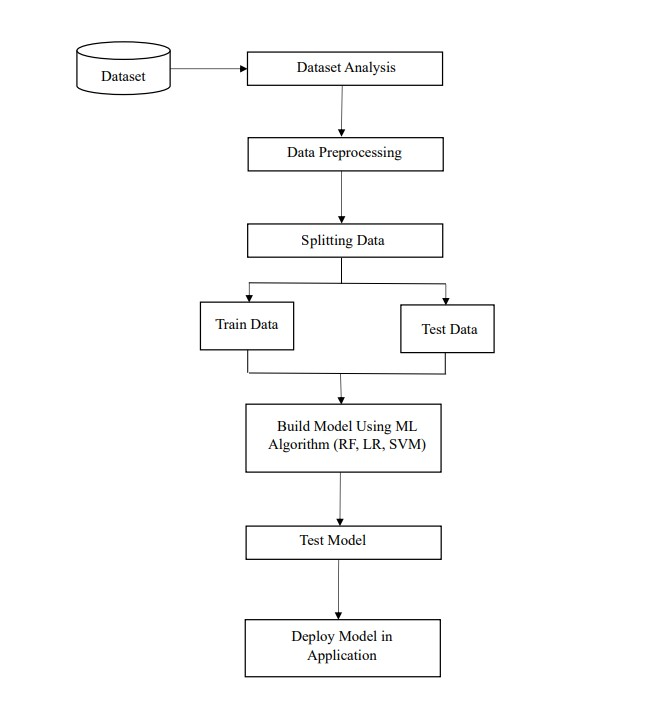 Dataset
Dataset Analysis
Data Preprocessing
Splitting Data
Train Data
Test Data
Build Model Using ML
Algorithm (RF, LR, SVM)
Test Model
Deploy Model in
Application